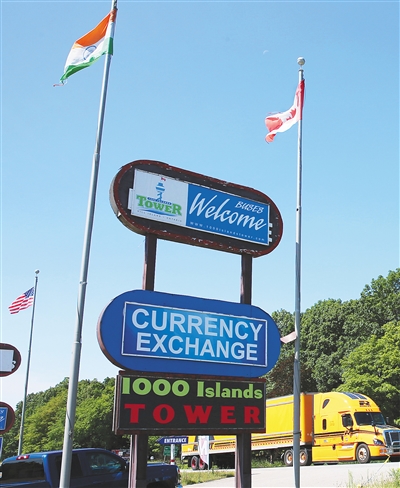 TOWER
BUSES
Welcome
www.1000islandstower.com
CURRENCY
EXCHANGE
1000 Islands
TOWER
ENTRANCE